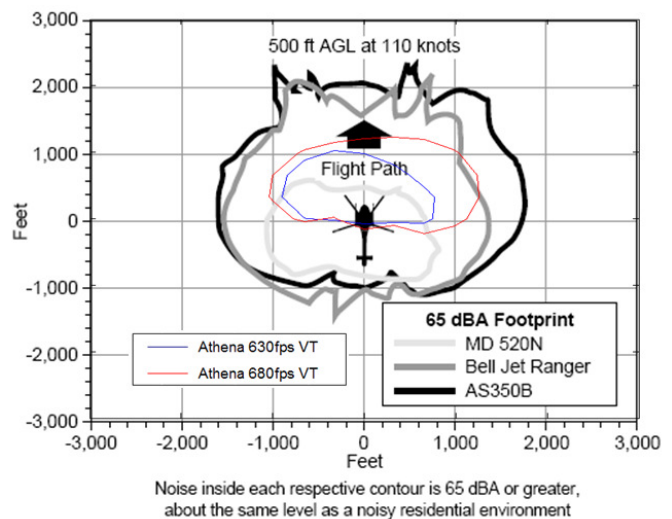 3,000
500 ft AGL at 110 knots
2,000
1,000
Flight Path
Feet
0
-1,000
65 dBA Footprint
MD 520N
Bell Jet Ranger
AS350B
Athena 630fps VT
Athena 680fps VT
-2,000
-3,000
-3,000 -2,000 -1,000 0 1,000 2,000 3,000
Feet
Noise inside each respective contour is 65 dBA or greater,
about the same level as a noisy residential environment